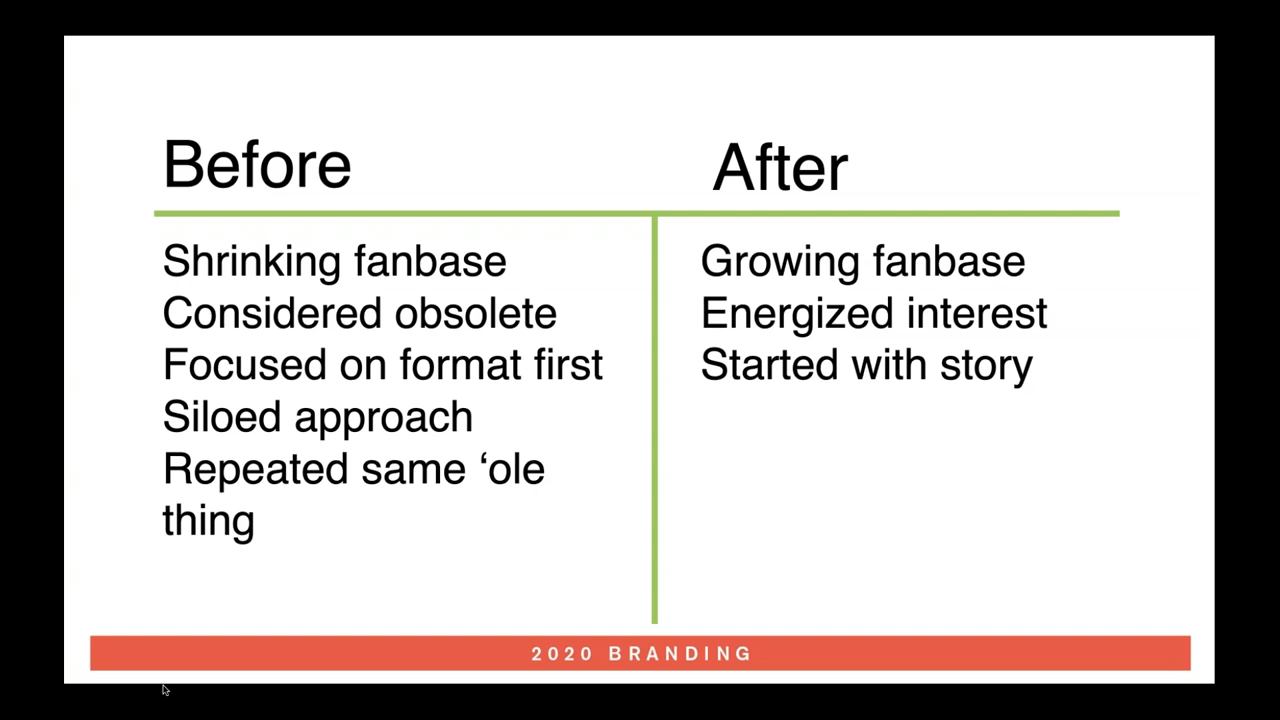 Before
After
Shrinking fanbase
Considered obsolete
Focused on format first
Siloed approach
Repeated same ‘ole
thing
Growing fanbase
Energized interest
Started with story
2020 BRANDING